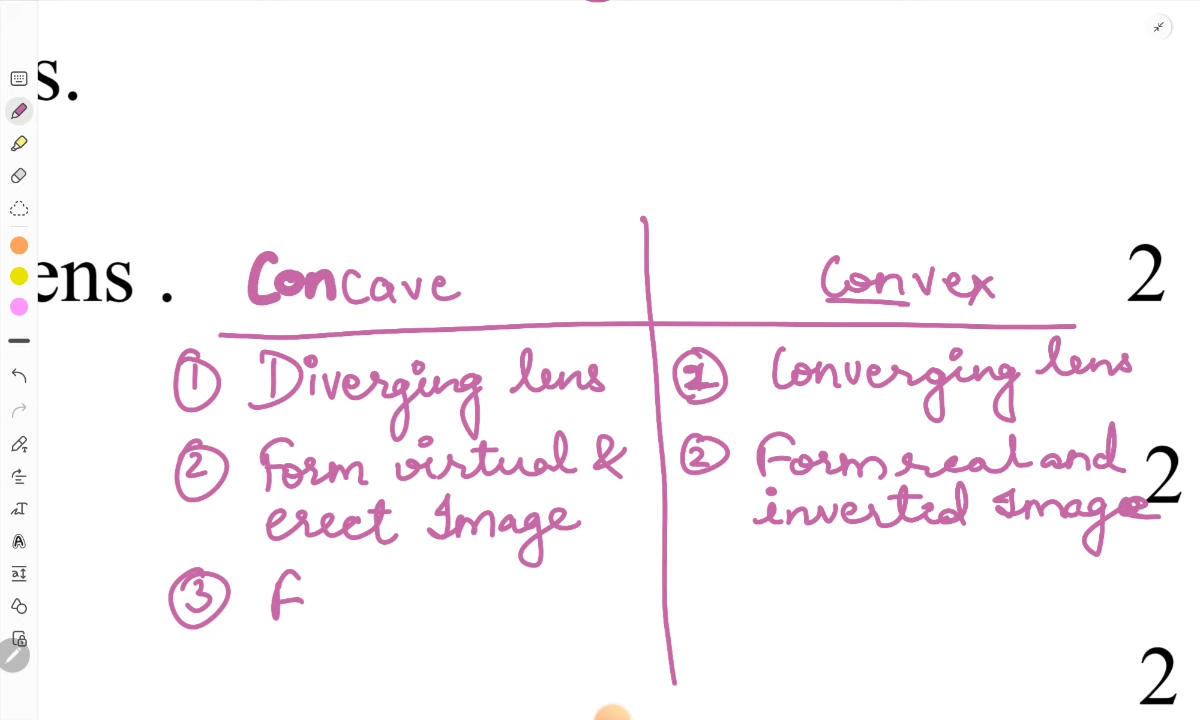 s.
ens .
Concave
Convex
2
① Diverging lens
① Converging lens
② Form virtual &
erect Image
② Form real and
inverted Image
2
③ F
2